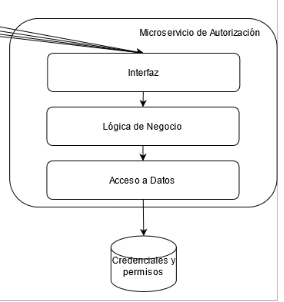 Microservicio de Autorización
Interfaz
Lógica de Negocio
Acceso a Datos
Credenciales y
permisos